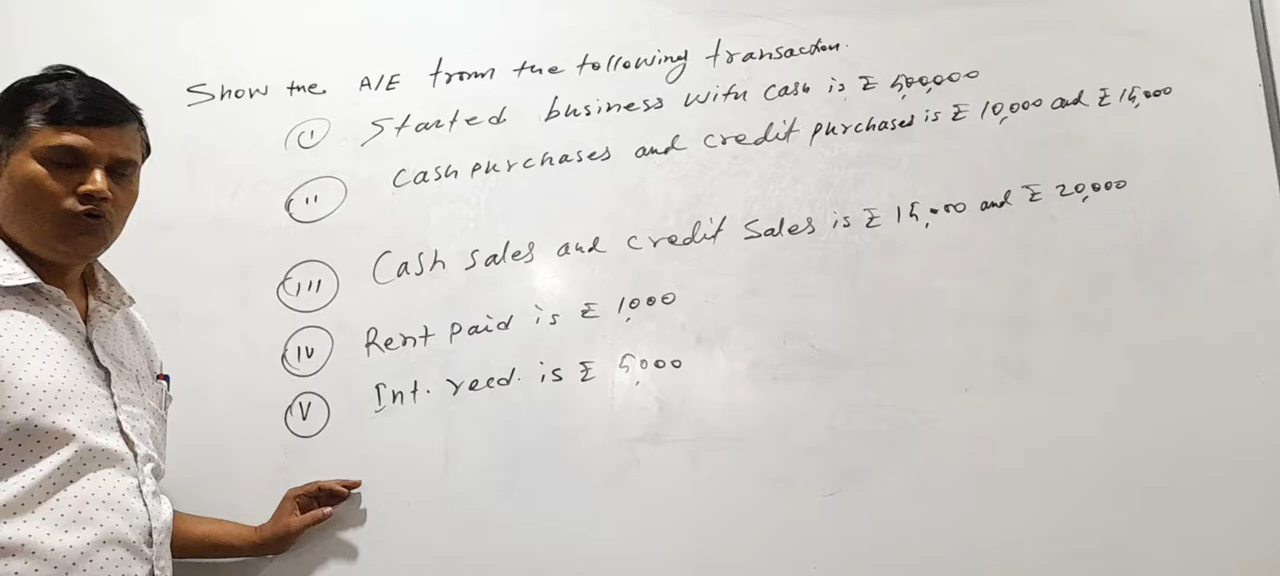 Show the A/E from the following transaction.
(I) Started business with cash is ₹ 500,000
(II) Cash purchases and credit purchases is ₹ 10,000 and ₹ 15,000
(III) Cash sales and credit sales is ₹ 15,000 and ₹ 20,000
(IV) Rent paid is ₹ 1,000
(V) Int. recd. is ₹ 5,000